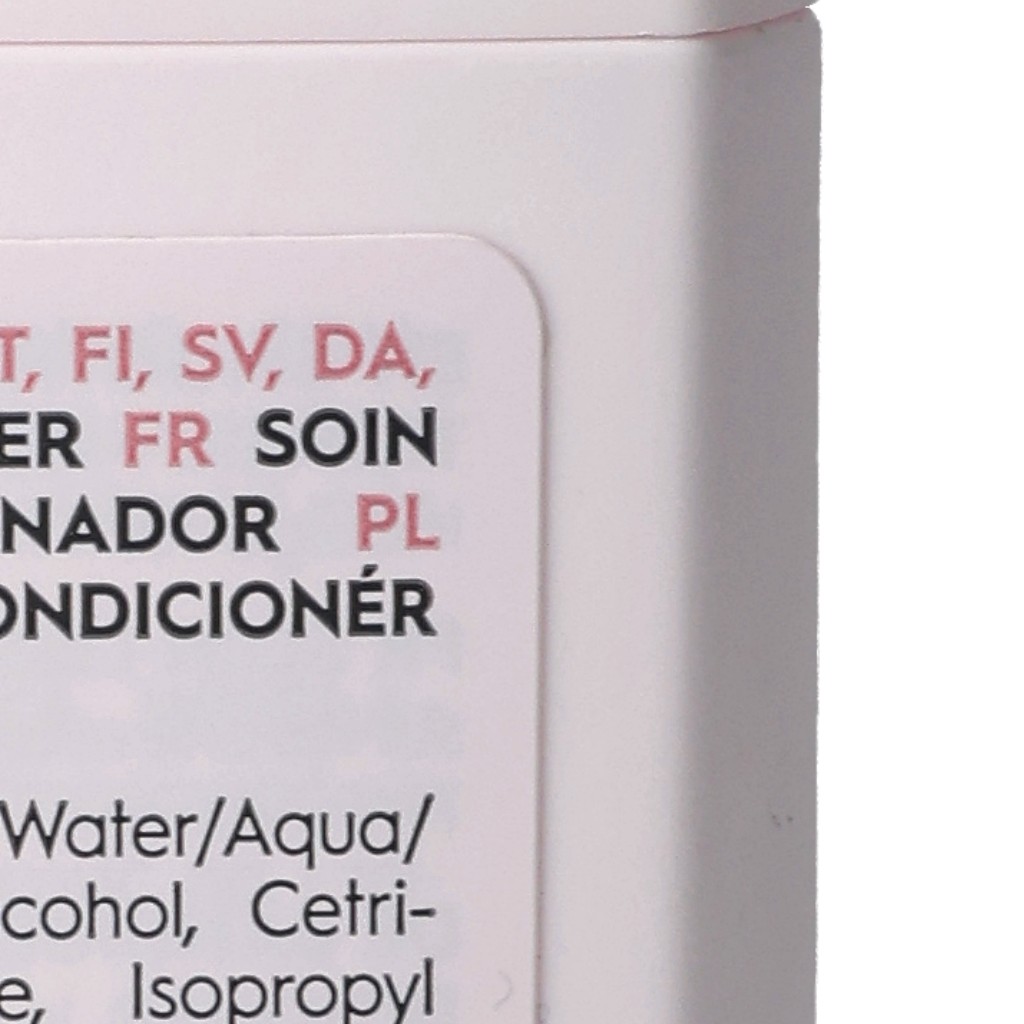 T, FI, SV, DA,
ER FR SOIN
NADOR PL
ONDICIONÉR
Water/Aqua/
cohol, Cetri-
e, Isopropyl